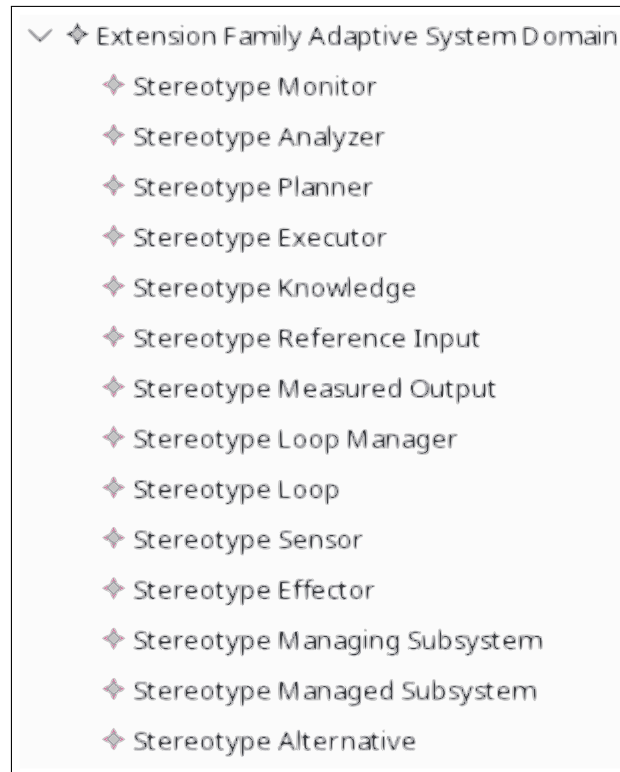 Extension Family Adaptive System Domain
Stereotype Monitor
Stereotype Analyzer
Stereotype Planner
Stereotype Executor
Stereotype Knowledge
Stereotype Reference Input
Stereotype Measured Output
Stereotype Loop Manager
Stereotype Loop
Stereotype Sensor
Stereotype Effector
Stereotype Managing Subsystem
Stereotype Managed Subsystem
Stereotype Alternative